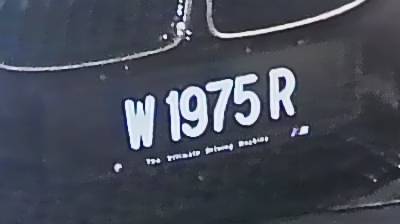 W 1975 R
The Ultimate Driving Machine